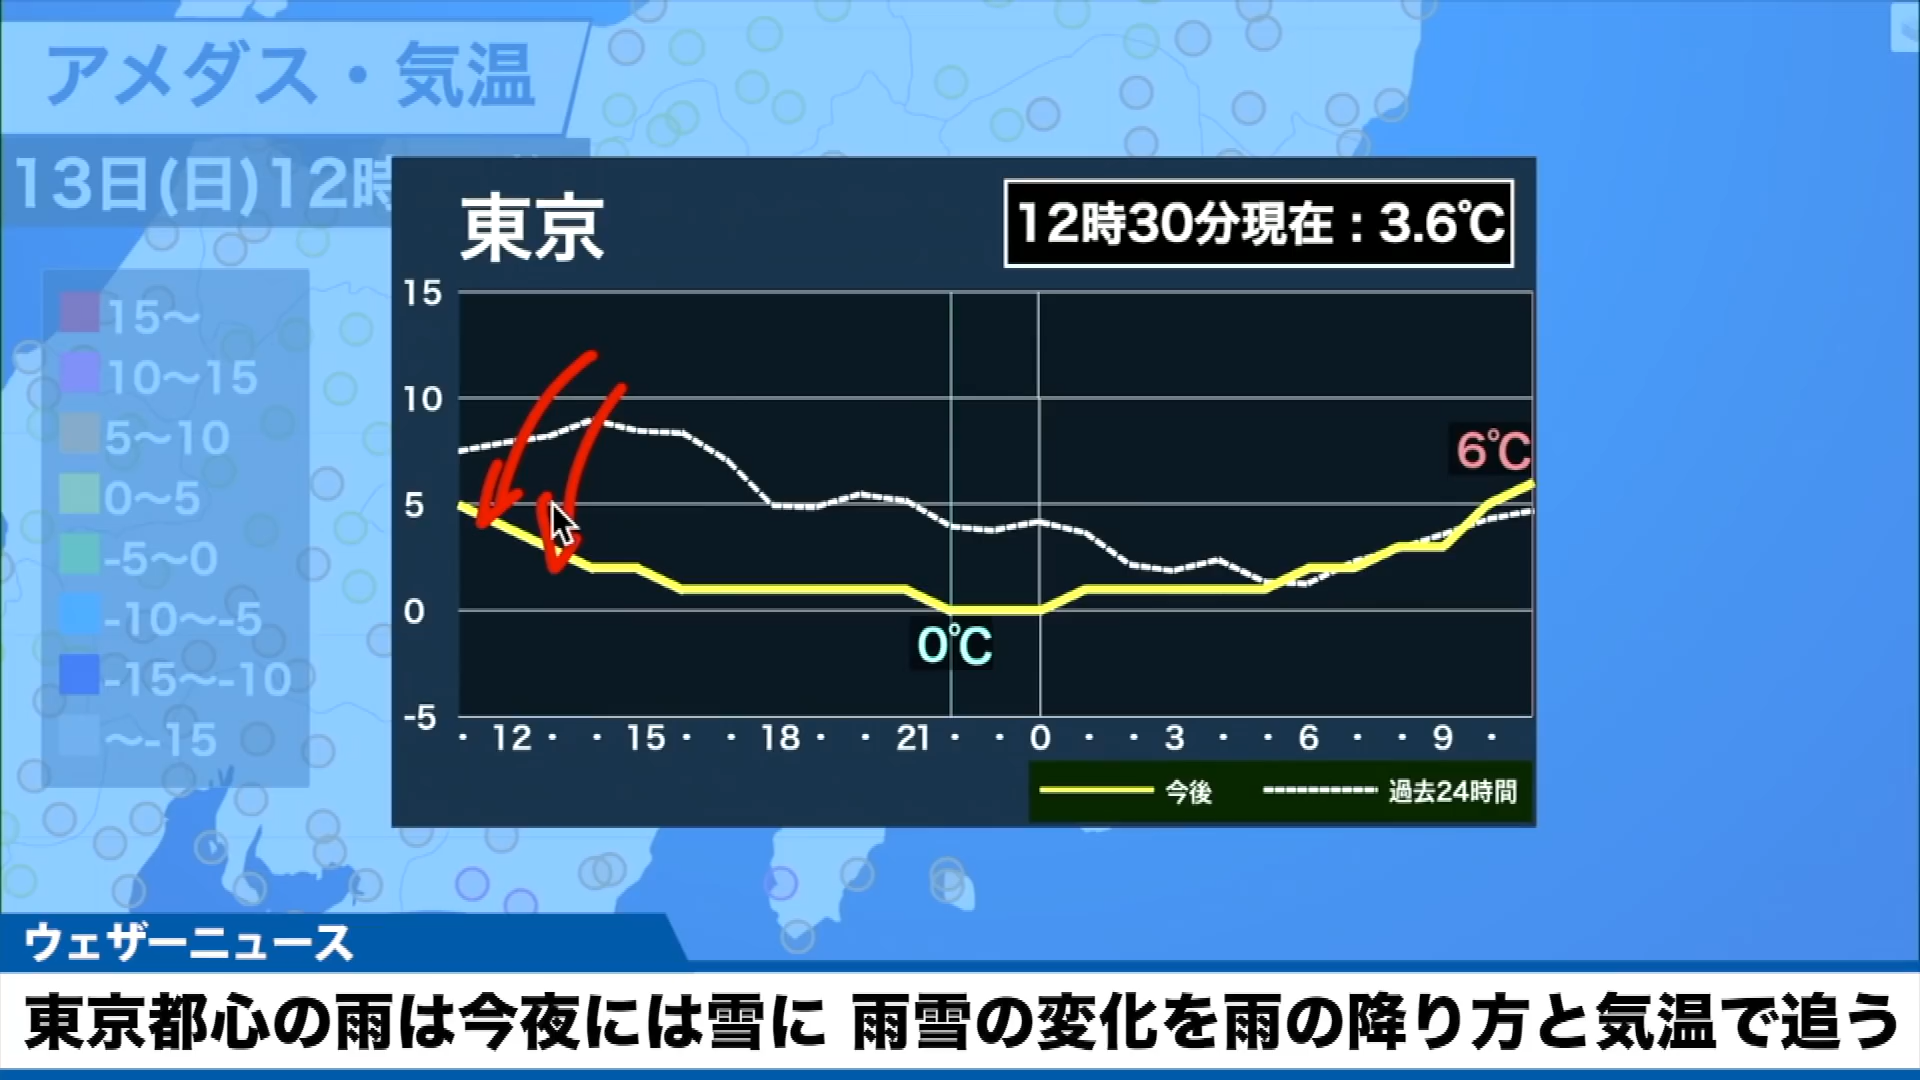 アメダス・気温
13日(日)12時
東京
12時30分現在：3.6℃
15〜
10〜15
5〜10
0〜5
-5〜0
-10〜-5
-15〜-10
〜-15
15
10
5
0
-5
6℃
0℃
・ 12 ・ ・ 15 ・ ・ 18 ・ ・ 21 ・ ・ 0 ・ ・ 3 ・ ・ 6 ・ ・ 9 ・
今後 過去24時間
ウェザーニュース
東京都心の雨は今夜には雪に 雨雪の変化を雨の降り方と気温で追う